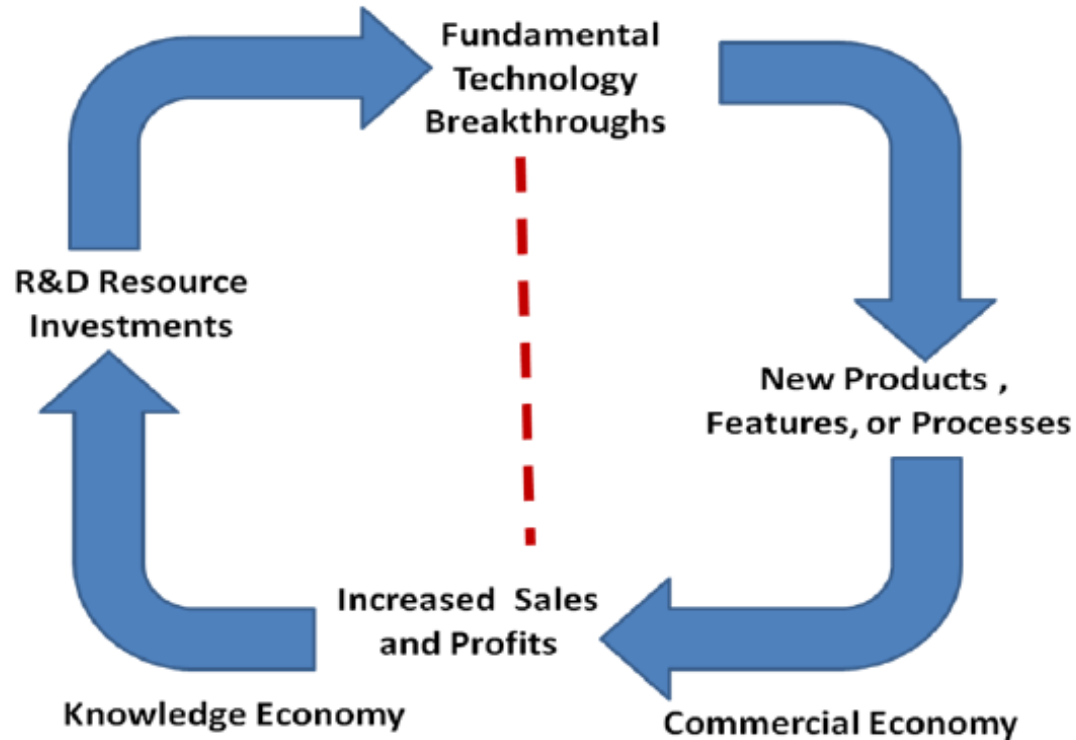 Fundamental
Technology
Breakthroughs
R&D Resource
Investments
New Products ,
Features, or Processes
Increased Sales
and Profits
Knowledge Economy
Commercial Economy